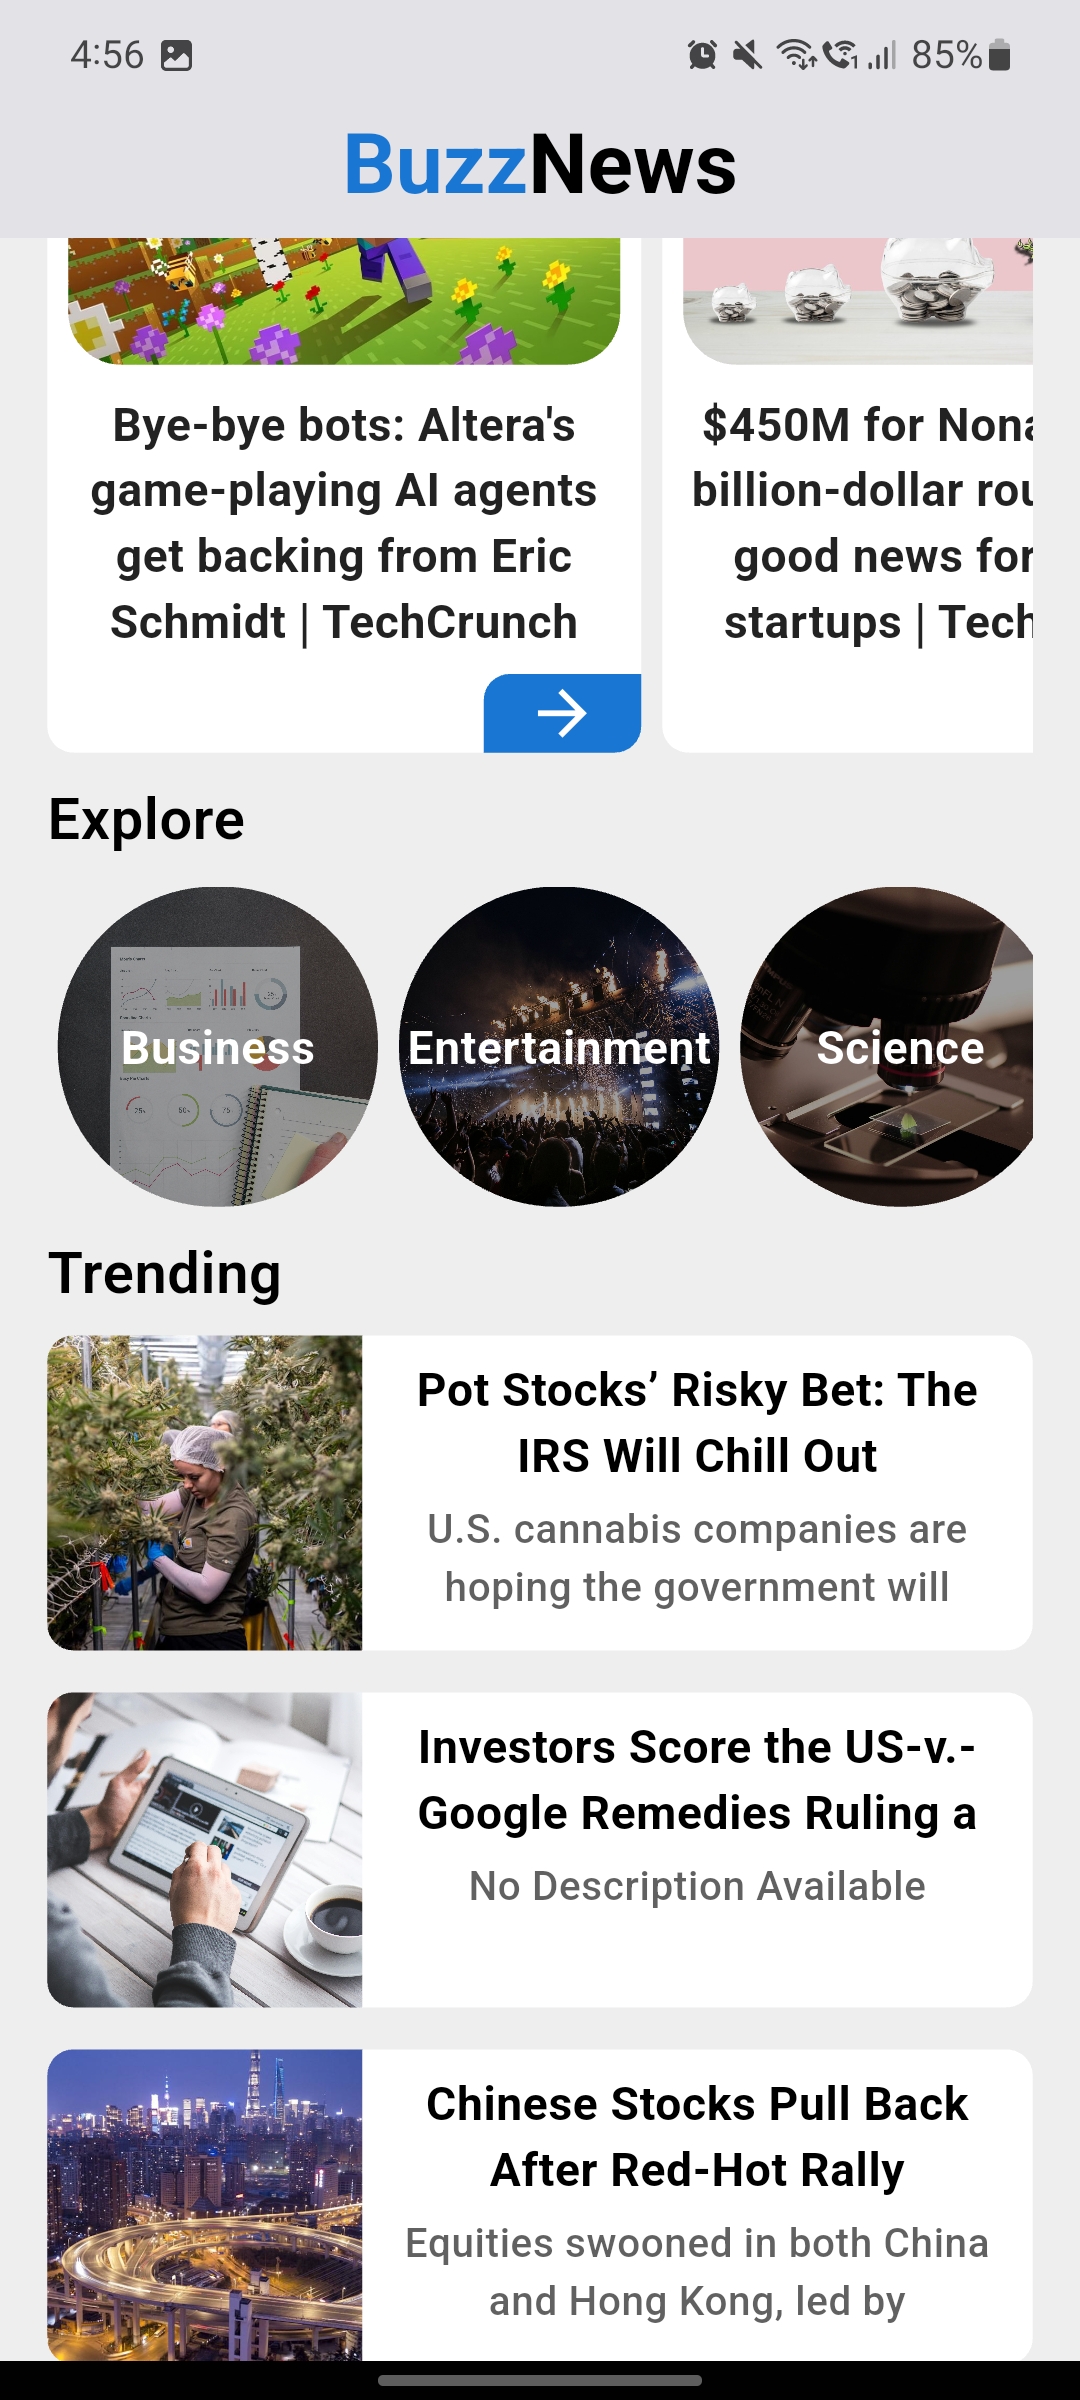 4:56
85%
BuzzNews
Bye-bye bots: Altera's
game-playing AI agents
get backing from Eric
Schmidt | TechCrunch
$450M for Nona
billion-dollar rou
good news for
startups | Tech
Explore
Business
Entertainment
Science
Trending
Pot Stocks’ Risky Bet: The
IRS Will Chill Out
U.S. cannabis companies are
hoping the government will
Investors Score the US-v.-
Google Remedies Ruling a
No Description Available
Chinese Stocks Pull Back
After Red-Hot Rally
Equities swooned in both China
and Hong Kong, led by